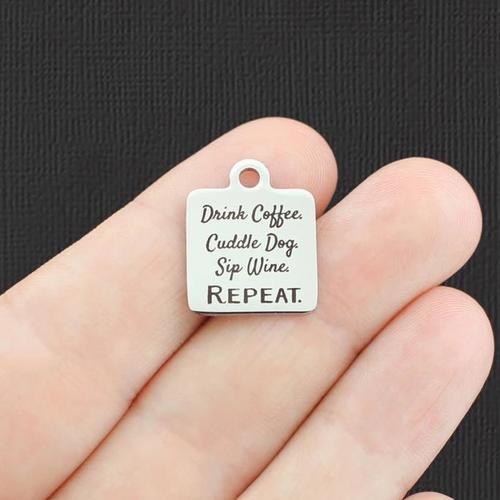 Drink Coffee.
Cuddle Dog.
Sip Wine.
REPEAT.